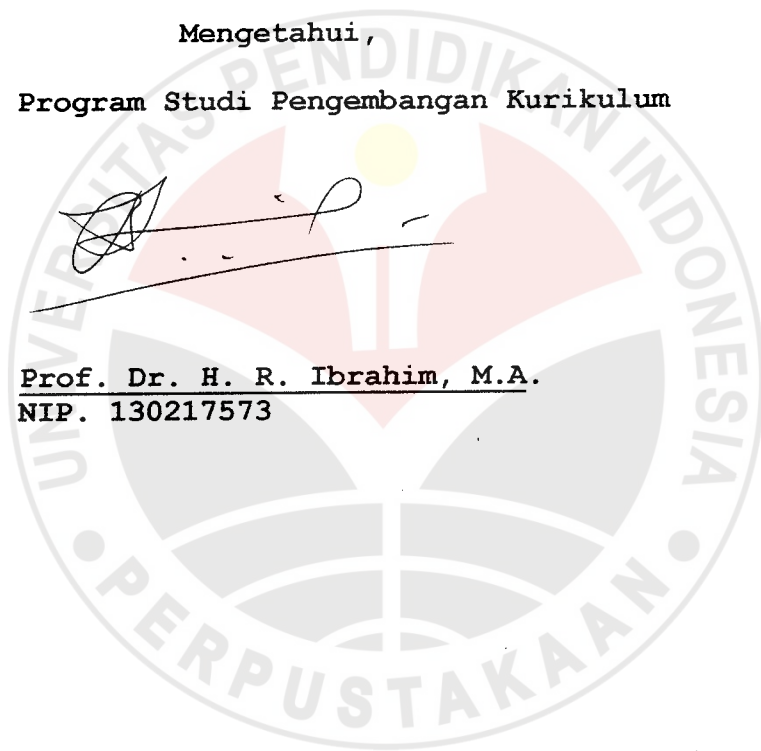 Mengetahui,
Program Studi Pengembangan Kurikulum
Prof. Dr. H. R. Ibrahim, M.A.
NIP. 130217573
UNIVERSITAS PENDIDIKAN INDONESIA
PERPUSTAKAAN